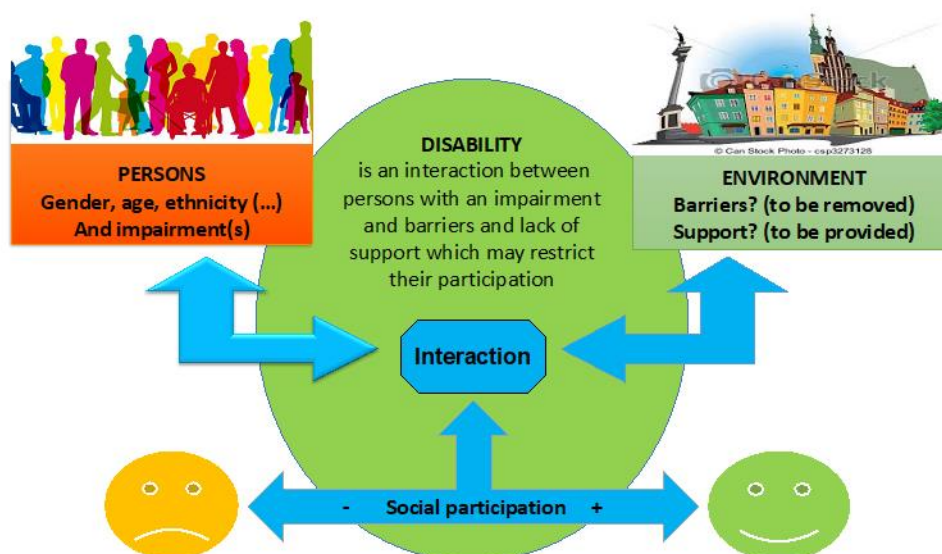 © Can Stock Photo - csp3273128
PERSONS
Gender, age, ethnicity (...)
And impairment(s)
DISABILITY
is an interaction between
persons with an impairment
and barriers and lack of
support which may restrict
their participation
ENVIRONMENT
Barriers? (to be removed)
Support? (to be provided)
Interaction
- Social participation +